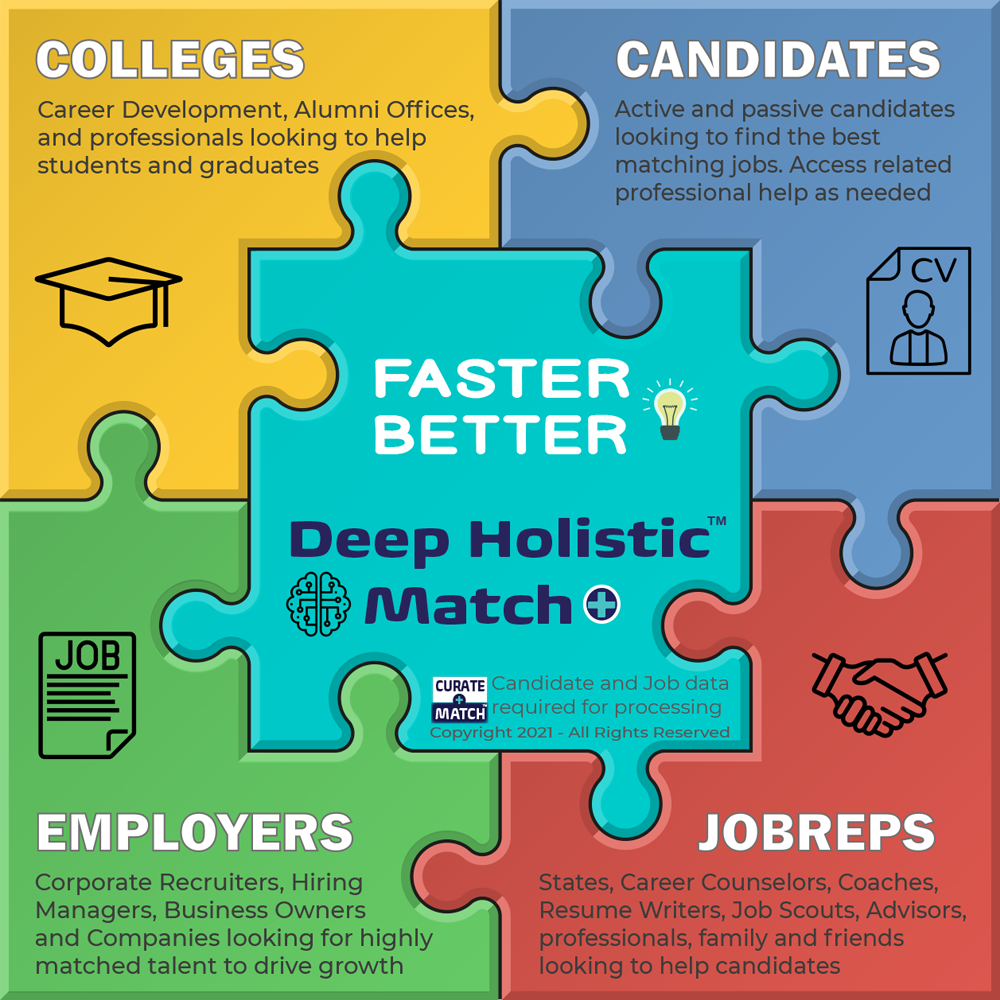 COLLEGES
Career Development, Alumni Offices,
and professionals looking to help
students and graduates
CANDIDATES
Active and passive candidates
looking to find the best
matching jobs. Access related
professional help as needed
CV
FASTER
BETTER
Deep Holistic™
Match+
JOB
CURATE
+
MATCH™
Candidate and Job data
required for processing
Copyright 2021 - All Rights Reserved
EMPLOYERS
Corporate Recruiters, Hiring
Managers, Business Owners
and Companies looking for highly
matched talent to drive growth
JOBREPS
States, Career Counselors, Coaches,
Resume Writers, Job Scouts, Advisors,
professionals, family and friends
looking to help candidates